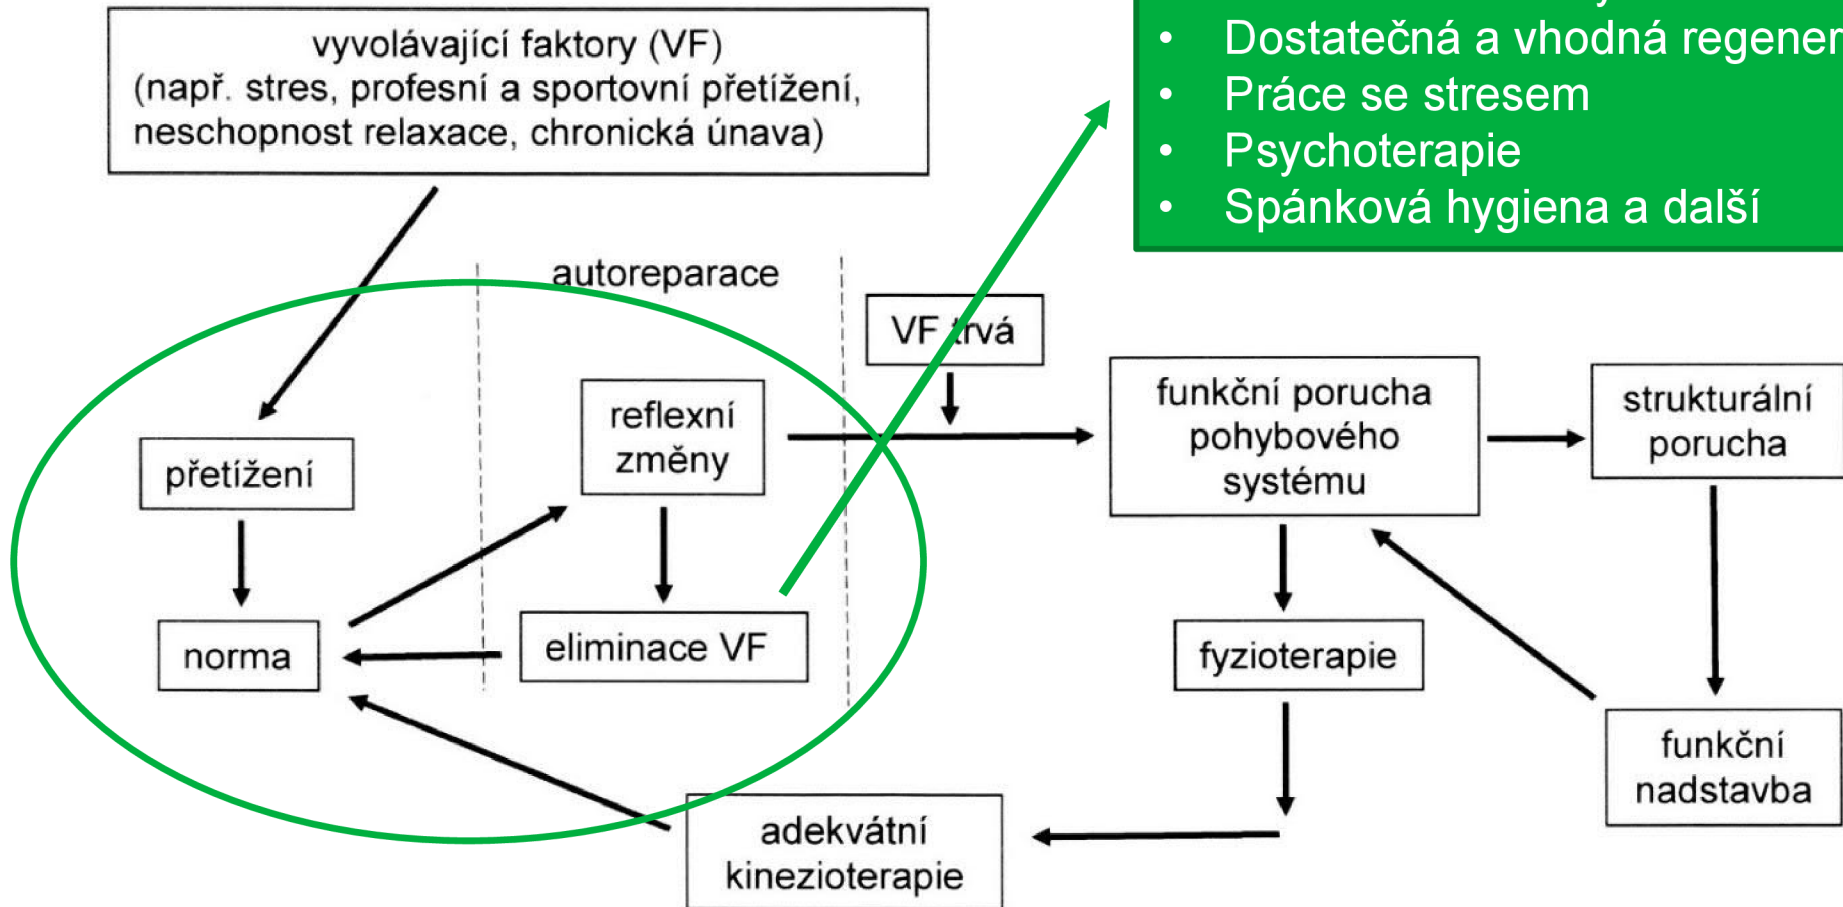 vyvolávající faktory (VF)
(např. stres, profesní a sportovní přetížení,
neschopnost relaxace, chronická únava)
• Dostatečná a vhodná regener
• Práce se stresem
• Psychoterapie
• Spánková hygiena a další
autoreparace
VF trvá
přetížení
reflexní
změny
funkční porucha
pohybového
systému
strukturální
porucha
norma
eliminace VF
fyzioterapie
funkční
nadstavba
adekvátní
kinezioterapie